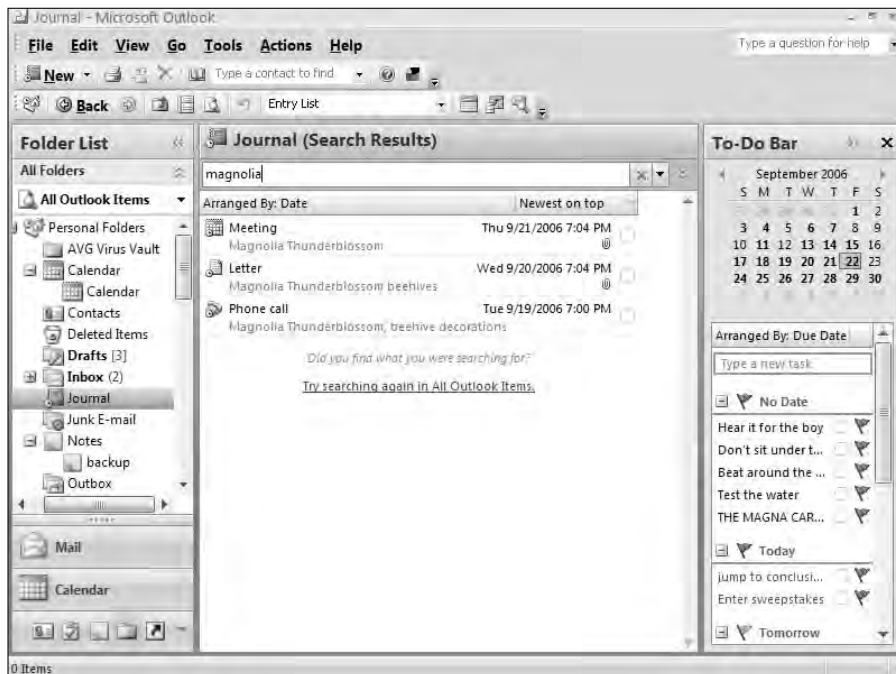 Journal - Microsoft Outlook
File Edit View Go Tools Actions Help
Type a question for help
New
Type a contact to find
Back
Entry List
Folder List
All Folders
All Outlook Items
Personal Folders
AVG Virus Vault
Calendar
Calendar
Contacts
Deleted Items
Drafts [3]
Inbox (2)
Journal
Junk E-mail
Notes
backup
Outbox
Mail
Calendar
Journal (Search Results)
magnolia
Arranged By: Date Newest on top
Meeting Thu 9/21/2006 7:04 PM
Magnolia Thunderblossom
Letter Wed 9/20/2006 7:04 PM
Magnolia Thunderblossom beehives
Phone call Tue 9/19/2006 7:00 PM
Magnolia Thunderblossom, treehive decorations
Did you find what you were searching for?
Try searching again in All Outlook Items.
To-Do Bar
September 2006
S M T W T F S
1 2
3 4 5 6 7 8 9
10 11 12 13 14 15 16
17 18 19 20 21 22 23
24 25 26 27 28 29 30
Arranged By: Due Date
Type a new task
No Date
Hear it for the boy
Don't sit under t...
Beat around the ...
Test the water
THE MAGNA CAR...
Today
jump to conclusi...
Enter sweepstakes
Tomorrow
0 Items